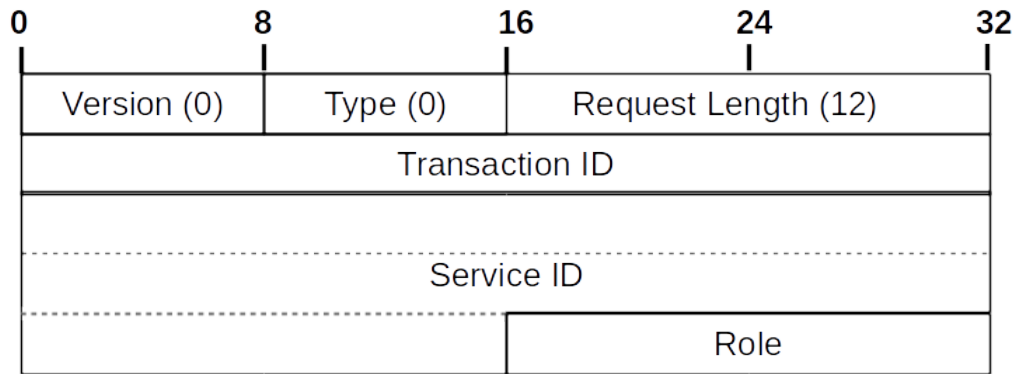 0 8 16 24 32
Version (0) Type (0) Request Length (12)
Transaction ID
Service ID
Role